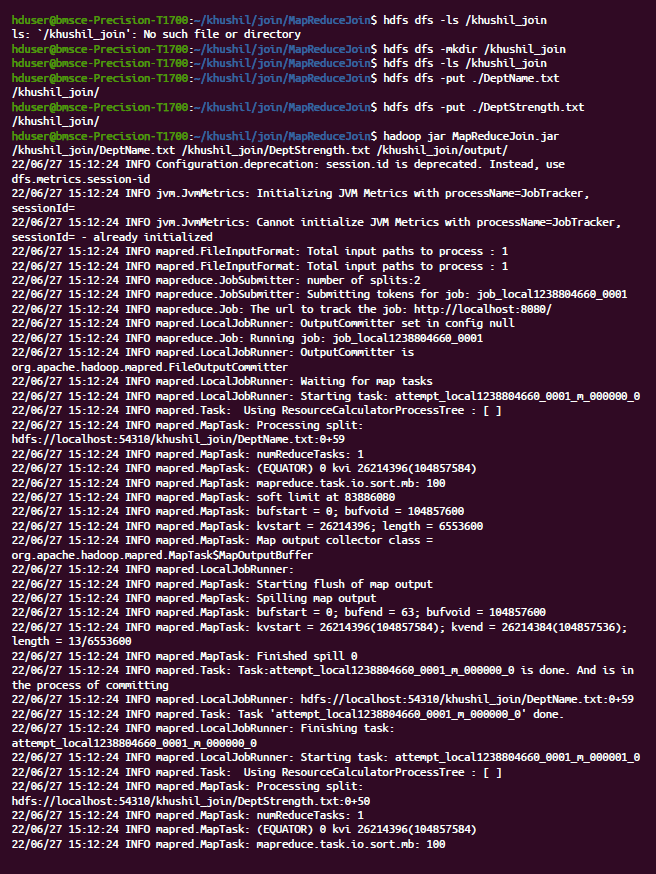 hduser@bmsce-Precision-T1700:~/khushil/join/MapReduceJoin$ hdfs dfs -ls /khushil_join
ls: `/khushil_join': No such file or directory
hduser@bmsce-Precision-T1700:~/khushil/join/MapReduceJoin$ hdfs dfs -mkdir /khushil_join
hduser@bmsce-Precision-T1700:~/khushil/join/MapReduceJoin$ hdfs dfs -ls /khushil_join
hduser@bmsce-Precision-T1700:~/khushil/join/MapReduceJoin$ hdfs dfs -put ./DeptName.txt
/khushil_join/
hduser@bmsce-Precision-T1700:~/khushil/join/MapReduceJoin$ hdfs dfs -put ./DeptStrength.txt
/khushil_join/
hduser@bmsce-Precision-T1700:~/khushil/join/MapReduceJoin$ hadoop jar MapReduceJoin.jar
/khushil_join/DeptName.txt /khushil_join/DeptStrength.txt /khushil_join/output/
22/06/27 15:12:24 INFO Configuration.deprecation: session.id is deprecated. Instead, use
dfs.metrics.session-id
22/06/27 15:12:24 INFO jvm.JvmMetrics: Initializing JVM Metrics with processName=JobTracker,
sessionId=
22/06/27 15:12:24 INFO jvm.JvmMetrics: Cannot initialize JVM Metrics with processName=JobTracker,
sessionId= - already initialized
22/06/27 15:12:24 INFO mapred.FileInputFormat: Total input paths to process : 1
22/06/27 15:12:24 INFO mapred.FileInputFormat: Total input paths to process : 1
22/06/27 15:12:24 INFO mapreduce.JobSubmitter: number of splits:2
22/06/27 15:12:24 INFO mapreduce.JobSubmitter: Submitting tokens for job: job_local1238804660_0001
22/06/27 15:12:24 INFO mapreduce.Job: The url to track the job: http://localhost:8080/
22/06/27 15:12:24 INFO mapred.LocalJobRunner: OutputCommitter set in config null
22/06/27 15:12:24 INFO mapreduce.Job: Running job: job_local1238804660_0001
22/06/27 15:12:24 INFO mapred.LocalJobRunner: OutputCommitter is
org.apache.hadoop.mapred.FileOutputCommitter
22/06/27 15:12:24 INFO mapred.LocalJobRunner: Waiting for map tasks
22/06/27 15:12:24 INFO mapred.LocalJobRunner: Starting task: attempt_local1238804660_0001_m_000000_0
22/06/27 15:12:24 INFO mapred.Task:  Using ResourceCalculatorProcessTree : [ ]
22/06/27 15:12:24 INFO mapred.MapTask: Processing split:
hdfs://localhost:54310/khushil_join/DeptName.txt:0+59
22/06/27 15:12:24 INFO mapred.MapTask: numReduceTasks: 1
22/06/27 15:12:24 INFO mapred.MapTask: (EQUATOR) 0 kvi 26214396(104857584)
22/06/27 15:12:24 INFO mapred.MapTask: mapreduce.task.io.sort.mb: 100
22/06/27 15:12:24 INFO mapred.MapTask: soft limit at 83886080
22/06/27 15:12:24 INFO mapred.MapTask: bufstart = 0; bufvoid = 104857600
22/06/27 15:12:24 INFO mapred.MapTask: kvstart = 26214396; length = 6553600
22/06/27 15:12:24 INFO mapred.MapTask: Map output collector class =
org.apache.hadoop.mapred.MapTask$MapOutputBuffer
22/06/27 15:12:24 INFO mapred.LocalJobRunner:
22/06/27 15:12:24 INFO mapred.MapTask: Starting flush of map output
22/06/27 15:12:24 INFO mapred.MapTask: Spilling map output
22/06/27 15:12:24 INFO mapred.MapTask: bufstart = 0; bufend = 63; bufvoid = 104857600
22/06/27 15:12:24 INFO mapred.MapTask: kvstart = 26214396(104857584); kvend = 26214384(104857536);
length = 13/6553600
22/06/27 15:12:24 INFO mapred.MapTask: Finished spill 0
22/06/27 15:12:24 INFO mapred.Task: Task:attempt_local1238804660_0001_m_000000_0 is done. And is in
the process of committing
22/06/27 15:12:24 INFO mapred.LocalJobRunner: hdfs://localhost:54310/khushil_join/DeptName.txt:0+59
22/06/27 15:12:24 INFO mapred.Task: Task 'attempt_local1238804660_0001_m_000000_0' done.
22/06/27 15:12:24 INFO mapred.LocalJobRunner: Finishing task:
attempt_local1238804660_0001_m_000000_0
22/06/27 15:12:24 INFO mapred.LocalJobRunner: Starting task: attempt_local1238804660_0001_m_000001_0
22/06/27 15:12:24 INFO mapred.Task:  Using ResourceCalculatorProcessTree : [ ]
22/06/27 15:12:24 INFO mapred.MapTask: Processing split:
hdfs://localhost:54310/khushil_join/DeptStrength.txt:0+50
22/06/27 15:12:24 INFO mapred.MapTask: numReduceTasks: 1
22/06/27 15:12:24 INFO mapred.MapTask: (EQUATOR) 0 kvi 26214396(104857584)
22/06/27 15:12:24 INFO mapred.MapTask: mapreduce.task.io.sort.mb: 100